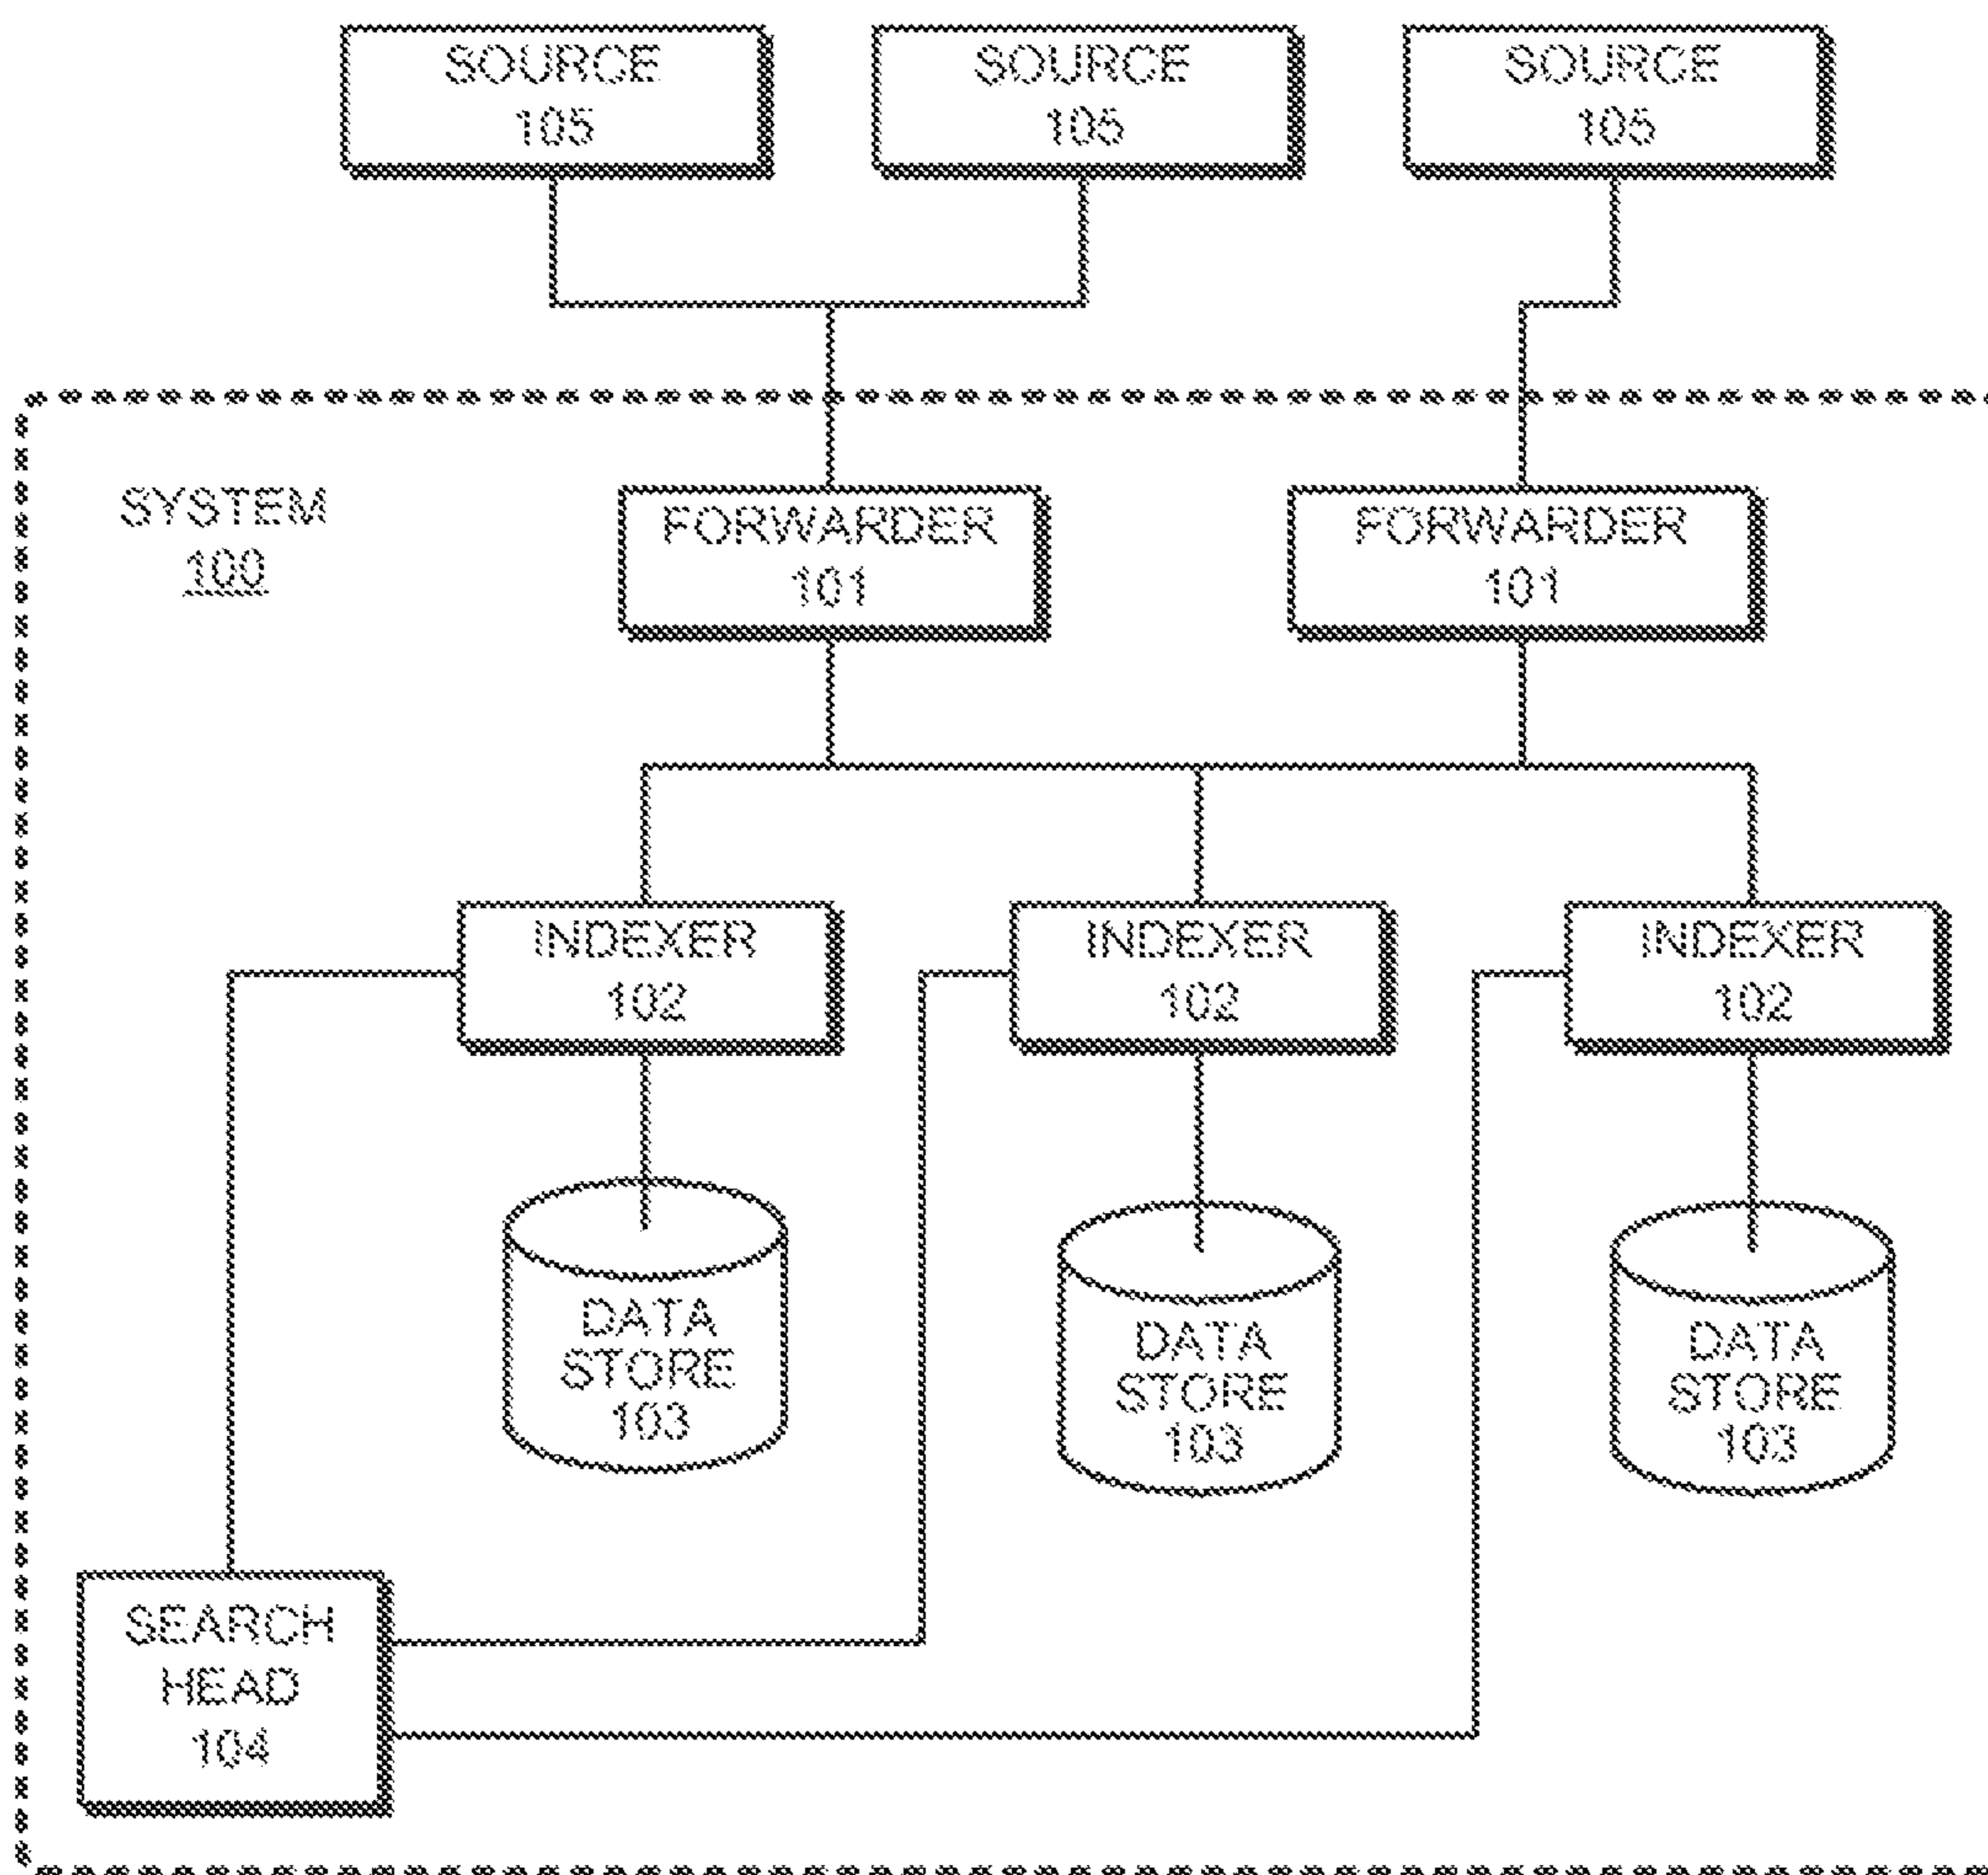 SOURCE
105
SOURCE
105
SOURCE
105
SYSTEM
100
FORWARDER
101
FORWARDER
101
INDEXER
102
INDEXER
102
INDEXER
102
DATA
STORE
103
DATA
STORE
103
DATA
STORE
103
SEARCH
HEAD
104